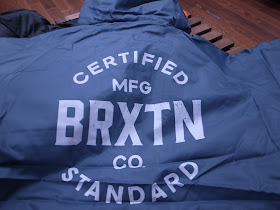 CERTIFIED
MFG
BRXTN
CO.
STANDARD